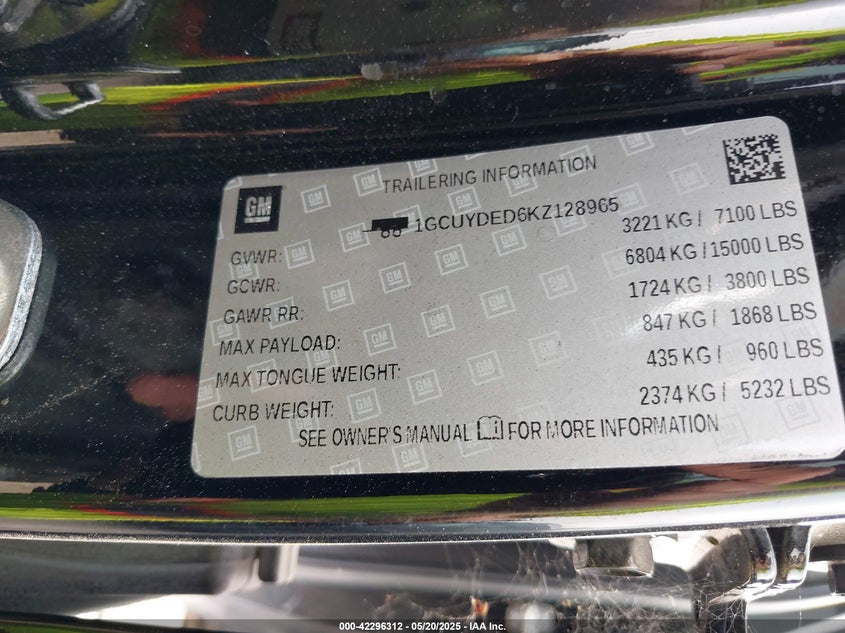 GM
TRAILERING INFORMATION
1GCUYDED6KZ128965
GVWR: 3221 KG / 7100 LBS
GCWR: 6804 KG / 15000 LBS
GAWR RR: 1724 KG / 3800 LBS
MAX PAYLOAD: 847 KG / 1868 LBS
MAX TONGUE WEIGHT: 435 KG / 960 LBS
CURB WEIGHT: 2374 KG / 5232 LBS
SEE OWNER'S MANUAL FOR MORE INFORMATION
000-42296312 - 05/20/2025 - IAA Inc.